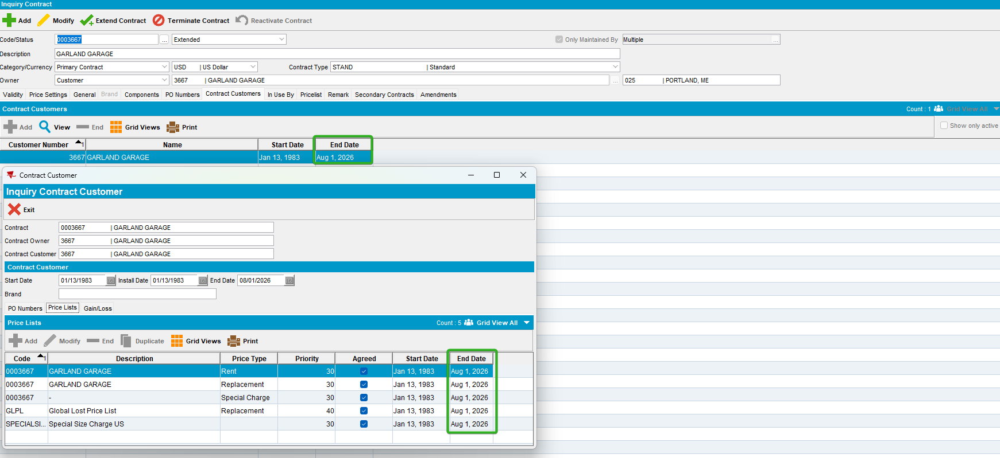 Inquiry Contract
Add Modify Extend Contract Terminate Contract Reactivate Contract
Code/Status 0003667 ... Extended Only Maintained By Multiple ...
Description GARLAND GARAGE
Category/Currency Primary Contract USD | US Dollar Contract Type STAND | Standard
Owner Customer 3667 | GARLAND GARAGE ... 025 | PORTLAND, ME
Validity Price Settings General Brand Components PO Numbers Contract Customers In Use By Pricelist Remark Secondary Contracts Amendments
Contract Customers Count : 1 Grid View All
Add View End Grid Views Print Show only active
Customer Number 1 Name Start Date End Date
3667 GARLAND GARAGE Jan 13, 1983 Aug 1, 2026
Contract Customer
Inquiry Contract Customer
Exit
Contract 0003667 | GARLAND GARAGE
Contract Owner 3667 | GARLAND GARAGE
Contract Customer 3667 | GARLAND GARAGE
Contract Customer
Start Date 01/13/1983 16 Install Date 01/13/1983 16 End Date 08/01/2026 16
Brand
PO Numbers Price Lists Gain/Loss
Price Lists Count : 5 Grid View All
Add Modify End Duplicate Grid Views Print
Code 1 Description Price Type Priority Agreed Start Date End Date
0003667 GARLAND GARAGE Rent 30 Jan 13, 1983 Aug 1, 2026
0003667 GARLAND GARAGE Replacement 30 Jan 13, 1983 Aug 1, 2026
0003667 - Special Charge 30 Jan 13, 1983 Aug 1, 2026
GLPL Global Lost Price List Replacement 40 Jan 13, 1983 Aug 1, 2026
SPECIALSI... Special Size Charge US 30 Jan 13, 1983 Aug 1, 2026